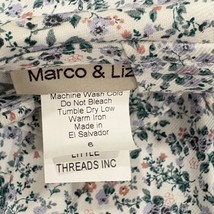 Marco & Liz
Machine Wash Cold
Do Not Bleach
Tumble Dry Low
Warm Iron
Made in
El Salvador
6
LITTLE
THREADS INC